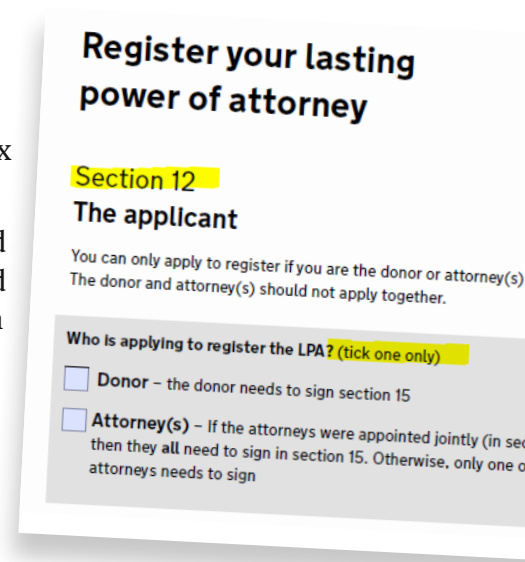 Register your lasting
power of attorney
Section 12
The applicant
You can only apply to register if you are the donor or attorney(s)
The donor and attorney(s) should not apply together.
Who is applying to register the LPA? (tick one only)
Donor – the donor needs to sign section 15
Attorney(s) – If the attorneys were appointed jointly (in sec
then they all need to sign in section 15. Otherwise, only one o
attorneys needs to sign